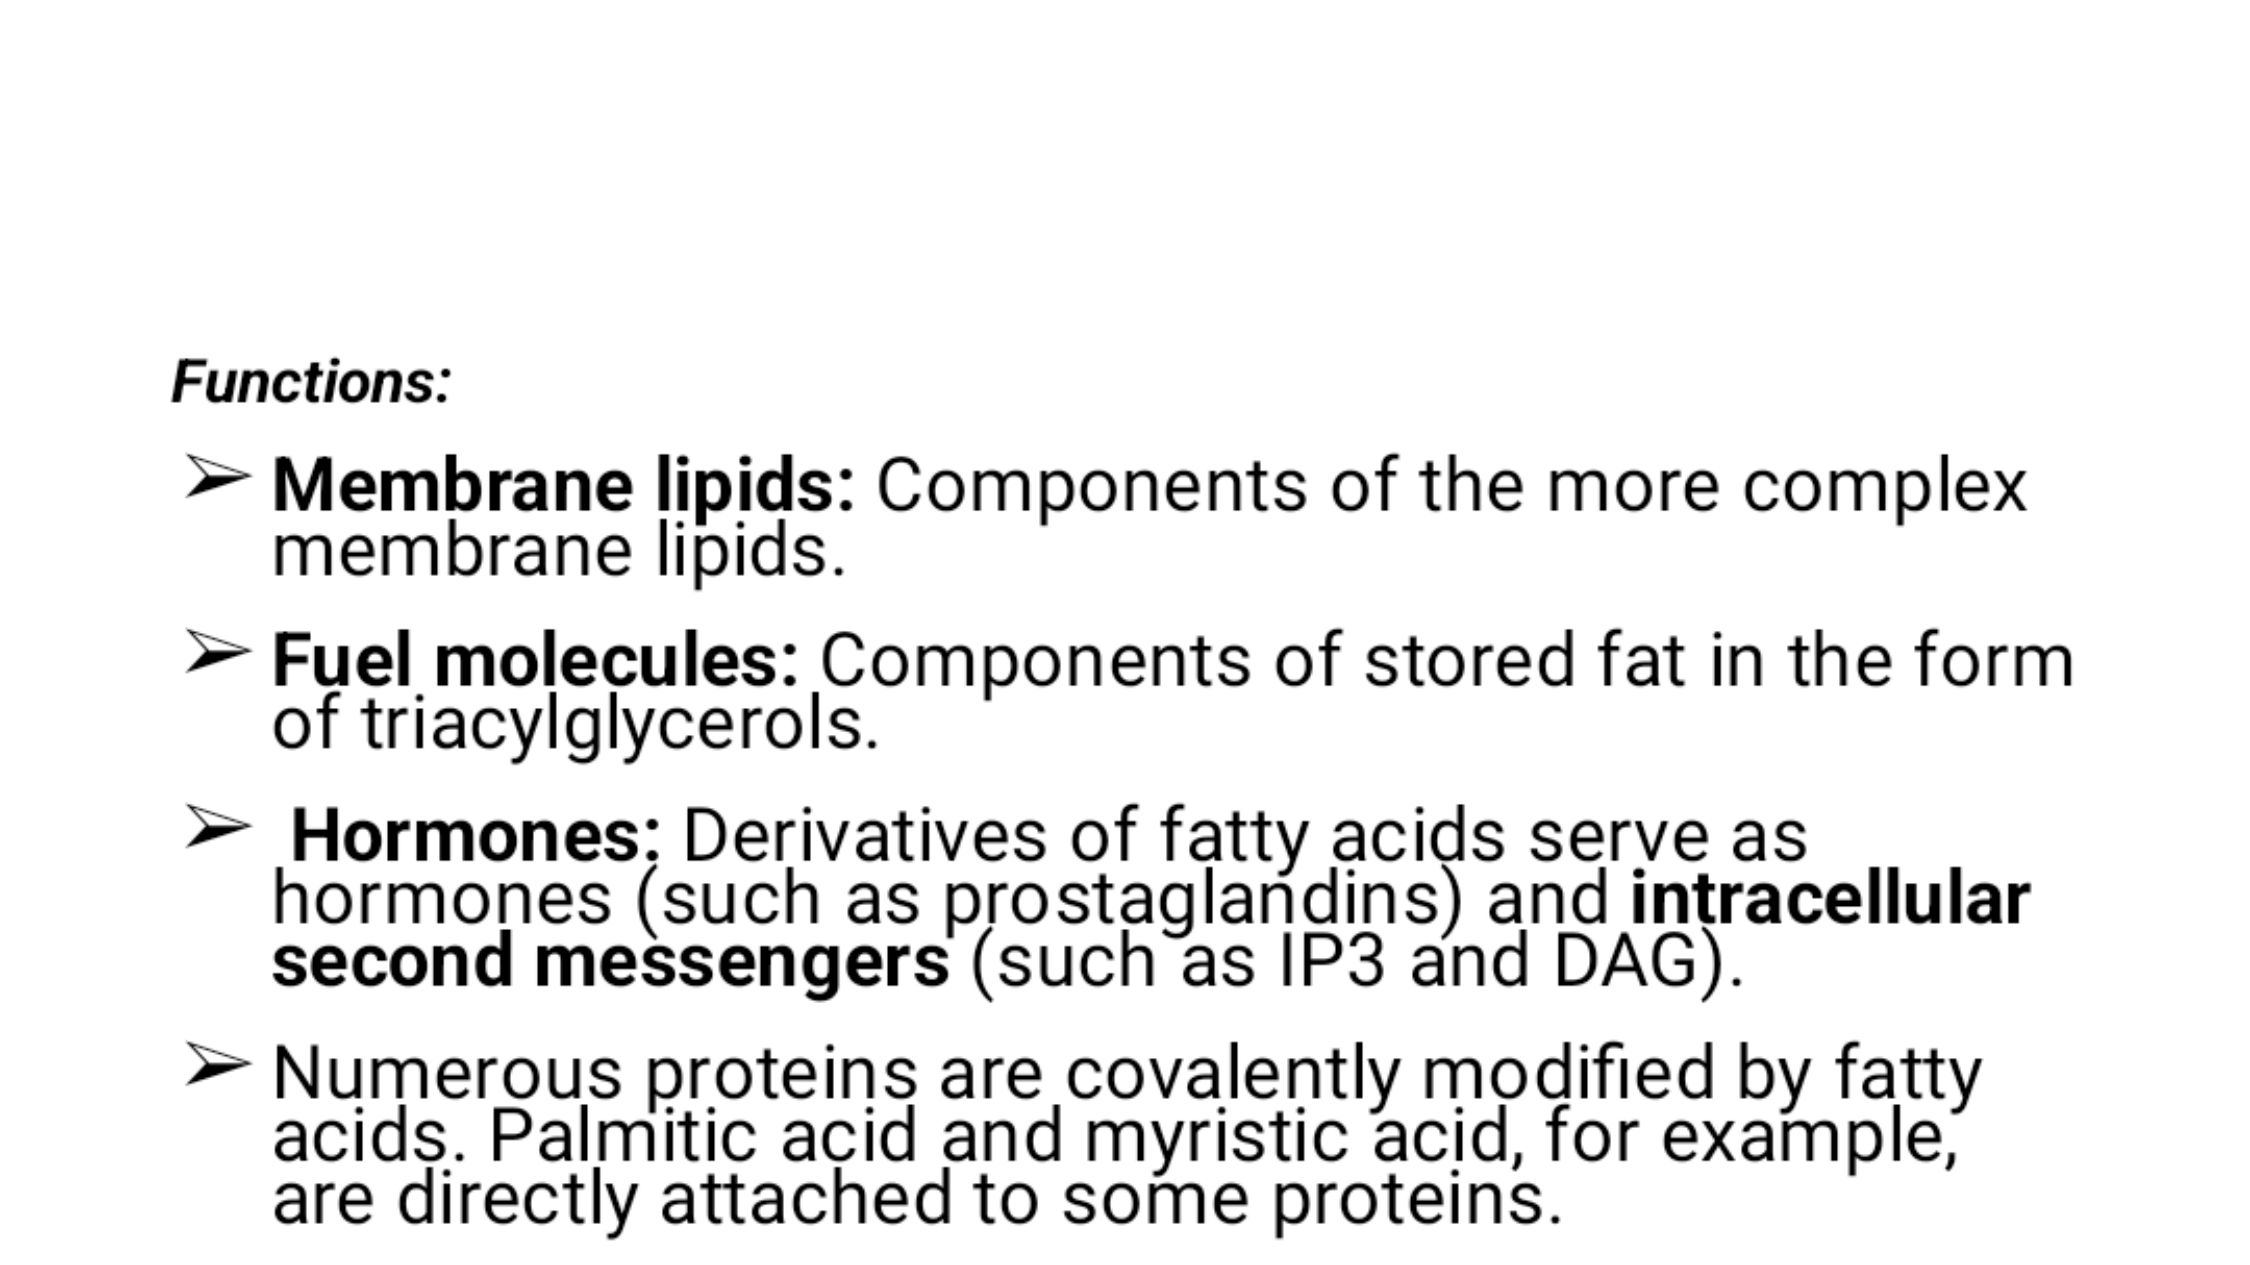 Functions:
➢ Membrane lipids: Components of the more complex
membrane lipids.
➢ Fuel molecules: Components of stored fat in the form
of triacylglycerols.
➢ Hormones: Derivatives of fatty acids serve as
hormones (such as prostaglandins) and intracellular
second messengers (such as IP3 and DAG).
➢ Numerous proteins are covalently modified by fatty
acids. Palmitic acid and myristic acid, for example,
are directly attached to some proteins.